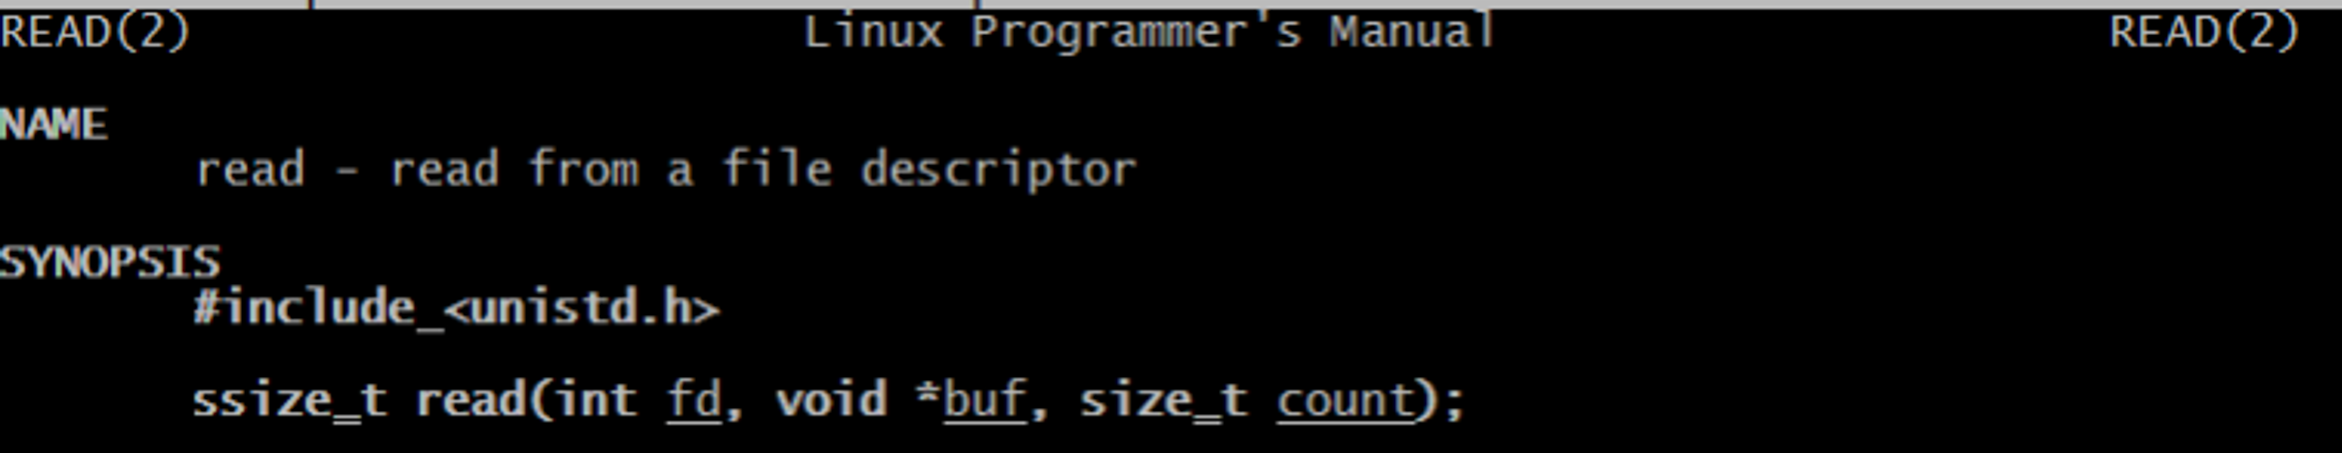 READ(2) Linux Programmer's Manual READ(2)
NAME
read - read from a file descriptor
SYNOPSIS
#include_<unistd.h>
ssize_t read(int fd, void *buf, size_t count);